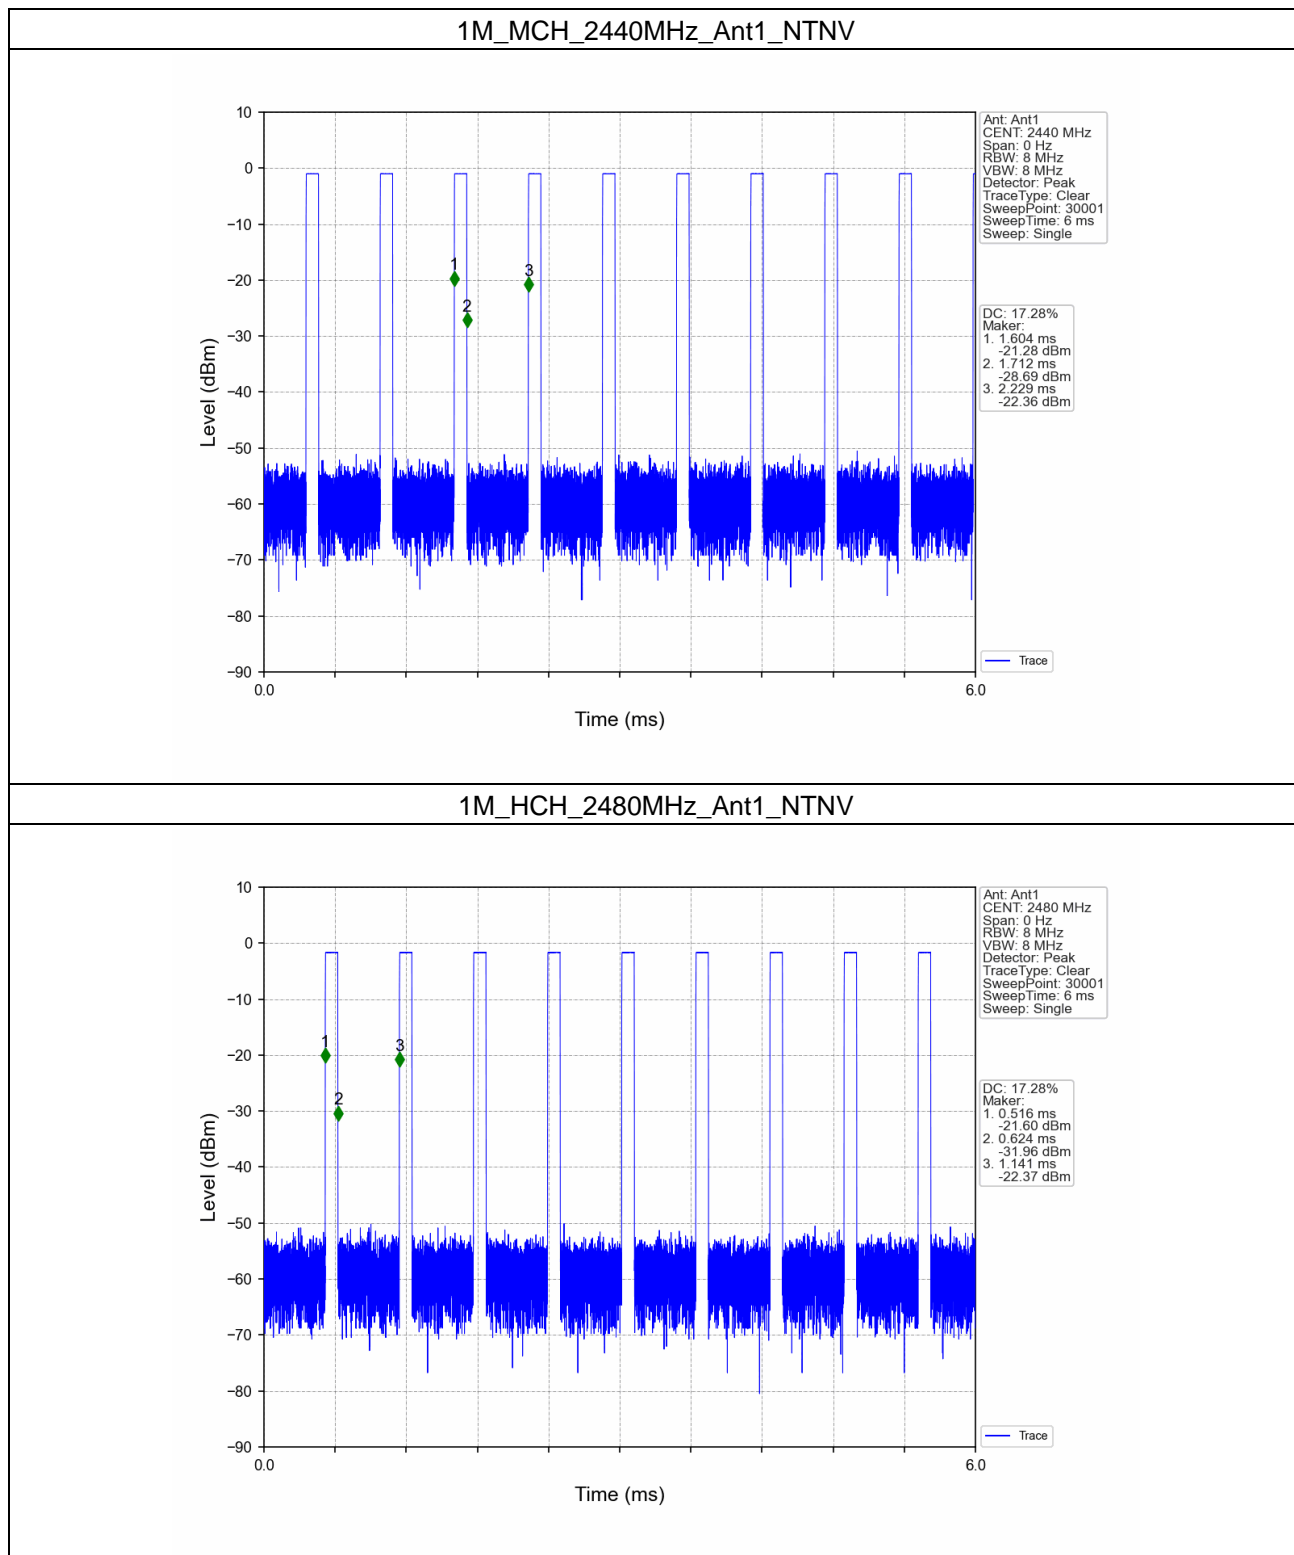 1M_MCH_2440MHz_Ant1_NTNV
10
0
−10
−20
−30
−40
−50
−60
−70
−80
−90
Level (dBm)
1
2
3
0.0
6.0
Time (ms)
Ant: Ant1
CENT: 2440 MHz
Span: 0 Hz
RBW: 8 MHz
VBW: 8 MHz
Detector: Peak
TraceType: Clear
SweepPoint: 30001
SweepTime: 6 ms
Sweep: Single
DC: 17.28%
Maker:
1. 1.604 ms
-21.28 dBm
2. 1.712 ms
-28.69 dBm
3. 2.229 ms
-22.36 dBm
Trace
1M_HCH_2480MHz_Ant1_NTNV
10
0
−10
−20
−30
−40
−50
−60
−70
−80
−90
Level (dBm)
1
2
3
0.0
6.0
Time (ms)
Ant: Ant1
CENT: 2480 MHz
Span: 0 Hz
RBW: 8 MHz
VBW: 8 MHz
Detector: Peak
TraceType: Clear
SweepPoint: 30001
SweepTime: 6 ms
Sweep: Single
DC: 17.28%
Maker:
1. 0.516 ms
-21.60 dBm
2. 0.624 ms
-31.96 dBm
3. 1.141 ms
-22.37 dBm
Trace